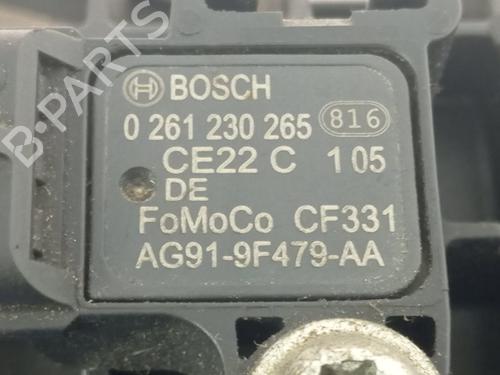 BOSCH
0 261 230 265 816
CE22 C 1 05
DE
FoMoCo CF331
AG91-9F479-AA
B-PARTS